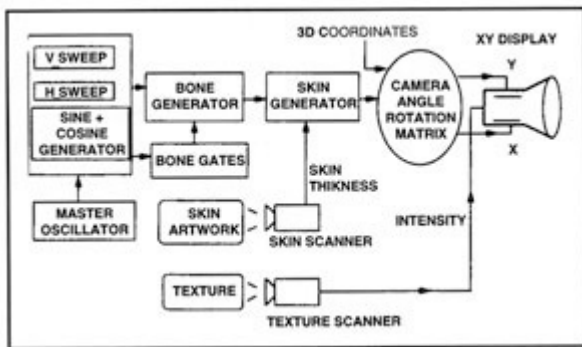 3D COORDINATES
XY DISPLAY
V SWEEP
H SWEEP
SINE +
COSINE
GENERATOR
BONE
GENERATOR
SKIN
GENERATOR
CAMERA
ANGLE
ROTATION
MATRIX
Y
X
BONE GATES
SKIN
THIKNESS
MASTER
OSCILLATOR
SKIN
ARTWORK
SKIN SCANNER
INTENSITY
TEXTURE
TEXTURE SCANNER